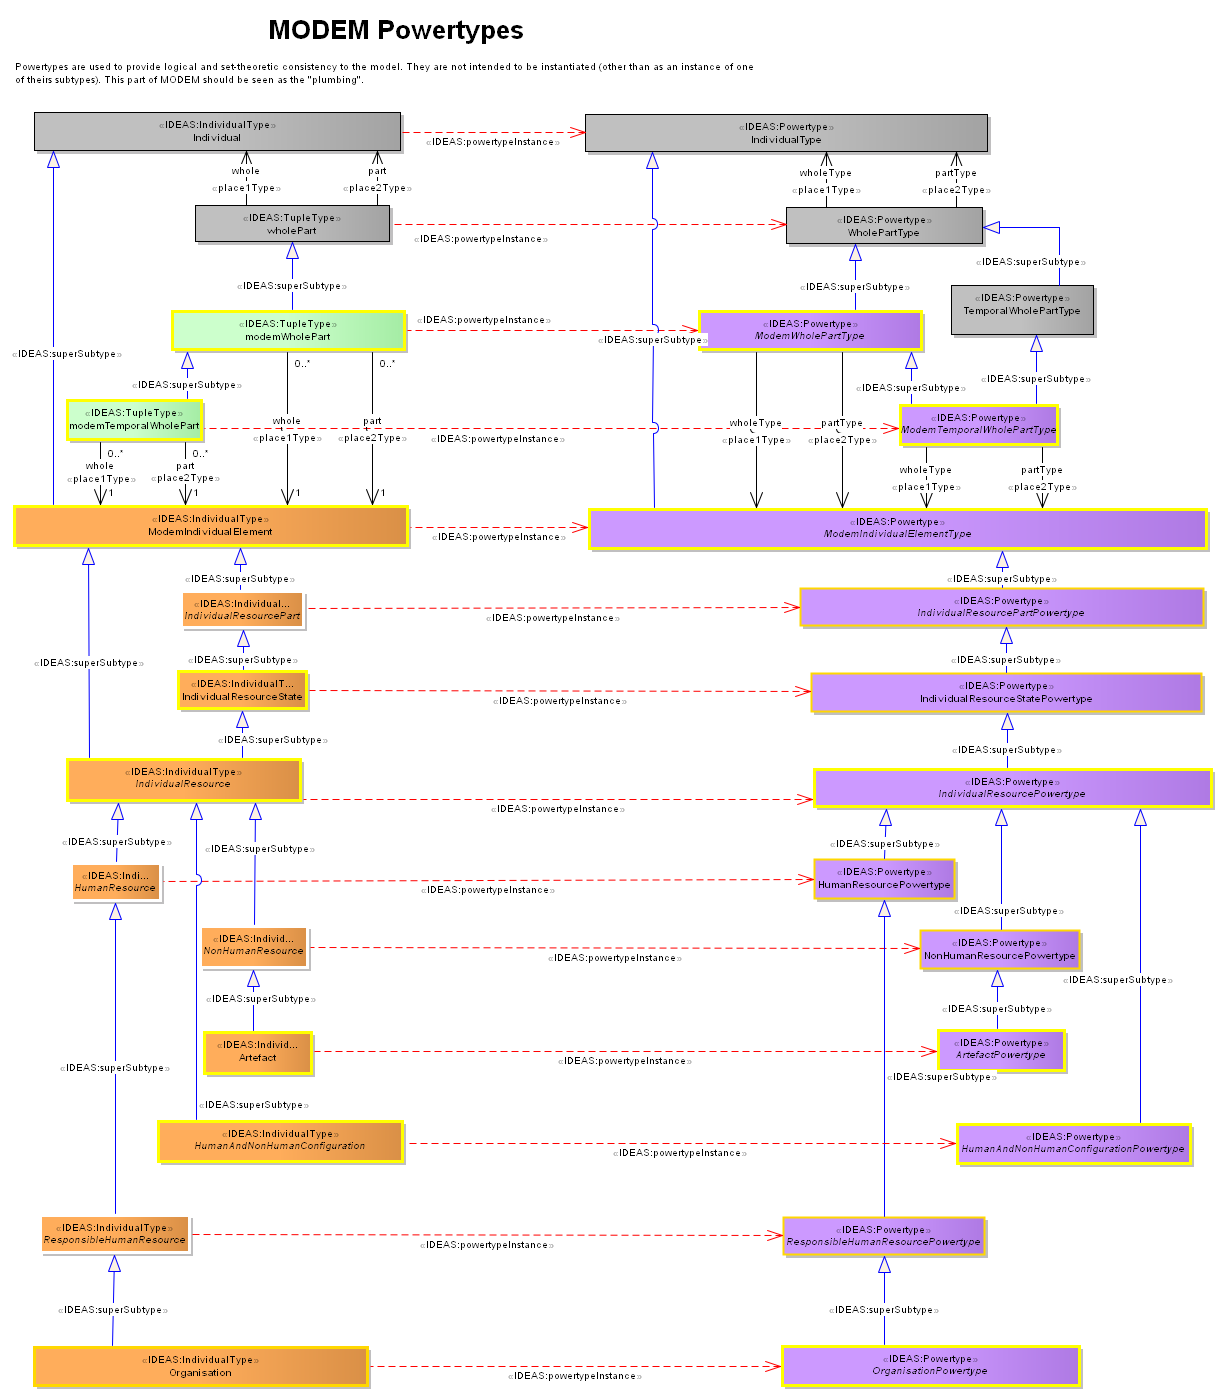 MODEM Powertypes
Powertypes are used to provide logical and set-theoretic consistency to the model. They are not intended to be instantiated (other than as an instance of one
of theirs subtypes). This part of MODEM should be seen as the "plumbing".
«IDEAS:IndividualType»
Individual
«IDEAS:powertypeInstance»
«IDEAS:Powertype»
IndividualType
whole
«place1Type»
part
«place2Type»
wholeType
«place1Type»
partType
«place2Type»
«IDEAS:TupleType»
wholePart
«IDEAS:powertypeInstance»
«IDEAS:Powertype»
WholePartType
«IDEAS:superSubtype»
«IDEAS:superSubtype»
«IDEAS:superSubtype»
«IDEAS:Powertype»
TemporalWholePartType
«IDEAS:TupleType»
modemWholePart
«IDEAS:powertypeInstance»
«IDEAS:Powertype»
ModemWholePartType
«IDEAS:superSubtype»
«IDEAS:superSubtype»
0..*
0..*
«IDEAS:superSubtype»
«IDEAS:superSubtype»
«IDEAS:superSubtype»
«IDEAS:TupleType»
modemTemporalWholePart
whole
«place1Type»
part
«place2Type»
«IDEAS:powertypeInstance»
wholeType
«place1Type»
partType
«place2Type»
«IDEAS:Powertype»
ModemTemporalWholePartType
0..*
0..*
whole
«place1Type»
part
«place2Type»
1
1
1
1
wholeType
«place1Type»
partType
«place2Type»
«IDEAS:IndividualType»
ModemIndividualElement
«IDEAS:powertypeInstance»
«IDEAS:Powertype»
ModemIndividualElementType
«IDEAS:superSubtype»
«IDEAS:superSubtype»
«IDEAS:Individual...
IndividualResourcePart
«IDEAS:powertypeInstance»
«IDEAS:Powertype»
IndividualResourcePartPowertype
«IDEAS:superSubtype»
«IDEAS:superSubtype»
«IDEAS:superSubtype»
«IDEAS:IndividualT...
IndividualResourceState
«IDEAS:powertypeInstance»
«IDEAS:Powertype»
IndividualResourceStatePowertype
«IDEAS:superSubtype»
«IDEAS:superSubtype»
«IDEAS:IndividualType»
IndividualResource
«IDEAS:powertypeInstance»
«IDEAS:Powertype»
IndividualResourcePowertype
«IDEAS:superSubtype»
«IDEAS:superSubtype»
«IDEAS:superSubtype»
«IDEAS:Indi...
HumanResource
«IDEAS:powertypeInstance»
«IDEAS:Powertype»
HumanResourcePowertype
«IDEAS:superSubtype»
«IDEAS:Individ...
NonHumanResource
«IDEAS:powertypeInstance»
«IDEAS:Powertype»
NonHumanResourcePowertype
«IDEAS:superSubtype»
«IDEAS:superSubtype»
«IDEAS:superSubtype»
«IDEAS:Individ...
Artefact
«IDEAS:powertypeInstance»
«IDEAS:Powertype»
ArtefactPowertype
«IDEAS:superSubtype»
«IDEAS:superSubtype»
«IDEAS:superSubtype»
«IDEAS:IndividualType»
HumanAndNonHumanConfiguration
«IDEAS:powertypeInstance»
«IDEAS:Powertype»
HumanAndNonHumanConfigurationPowertype
«IDEAS:IndividualType»
ResponsibleHumanResource
«IDEAS:powertypeInstance»
«IDEAS:Powertype»
ResponsibleHumanResourcePowertype
«IDEAS:superSubtype»
«IDEAS:superSubtype»
«IDEAS:IndividualType»
Organisation
«IDEAS:powertypeInstance»
«IDEAS:Powertype»
OrganisationPowertype